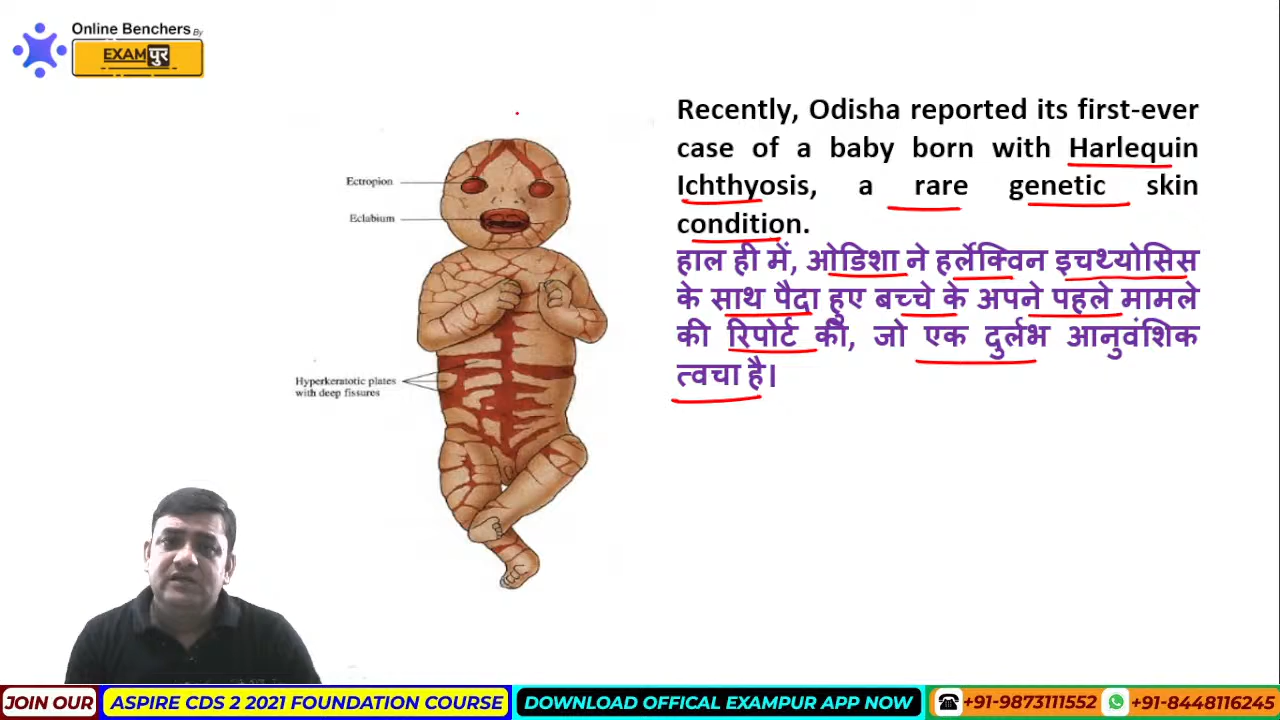 Online Benchers By
EXAMपुर
Recently, Odisha reported its first-ever
case of a baby born with Harlequin
Ichthyosis, a rare genetic skin
condition.
हाल ही में, ओडिशा ने हर्लेक्विन इचथ्योसिस
के साथ पैदा हुए बच्चे के अपने पहले मामले
की रिपोर्ट की, जो एक दुर्लभ आनुवंशिक
त्वचा है।
Ectropion
Eclabium
Hyperkeratotic plates
with deep fissures
JOIN OUR ASPIRE CDS 2 2021 FOUNDATION COURSE DOWNLOAD OFFICAL EXAMPUR APP NOW +91-9873111552 +91-8448116245